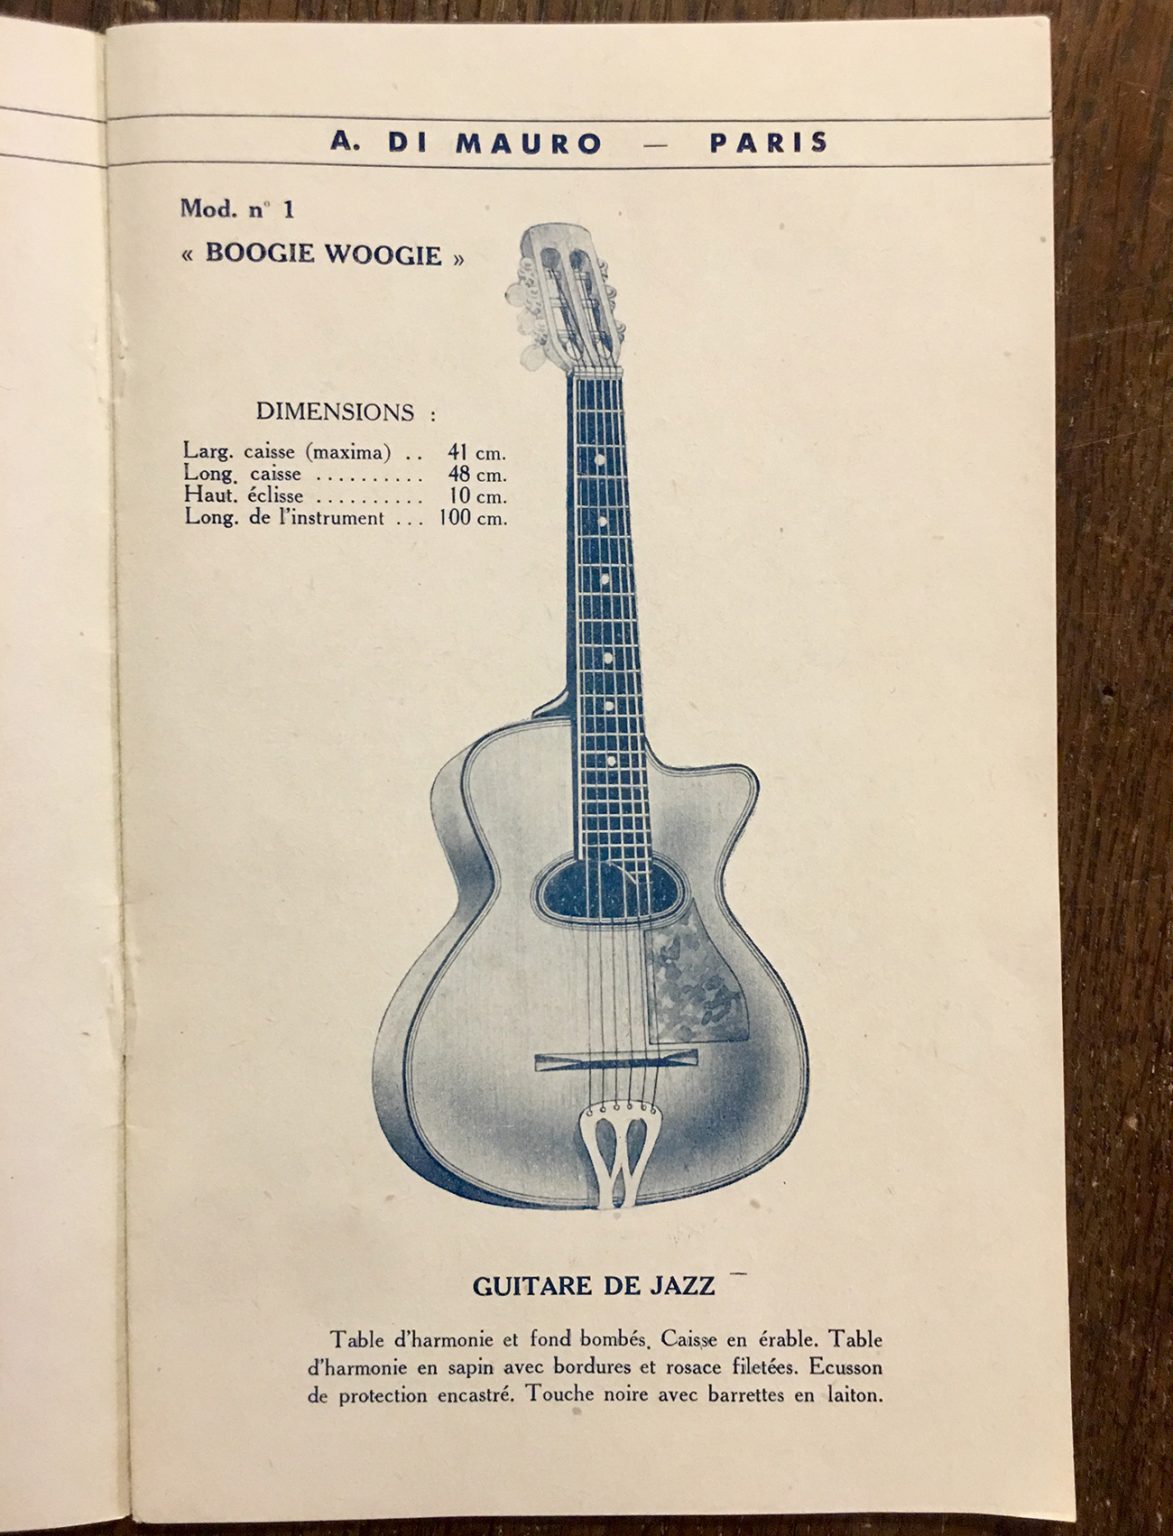 A. DI MAURO — PARIS
Mod. n° 1
« BOOGIE WOOGIE »
DIMENSIONS :
Larg. caisse (maxima) .. 41 cm.
Long. caisse .......... 48 cm.
Haut. éclisse .......... 10 cm.
Long. de l'instrument ... 100 cm.
GUITARE DE JAZZ
Table d'harmonie et fond bombés. Caisse en érable. Table
d'harmonie en sapin avec bordures et rosace filetées. Ecusson
de protection encastré. Touche noire avec barrettes en laiton.